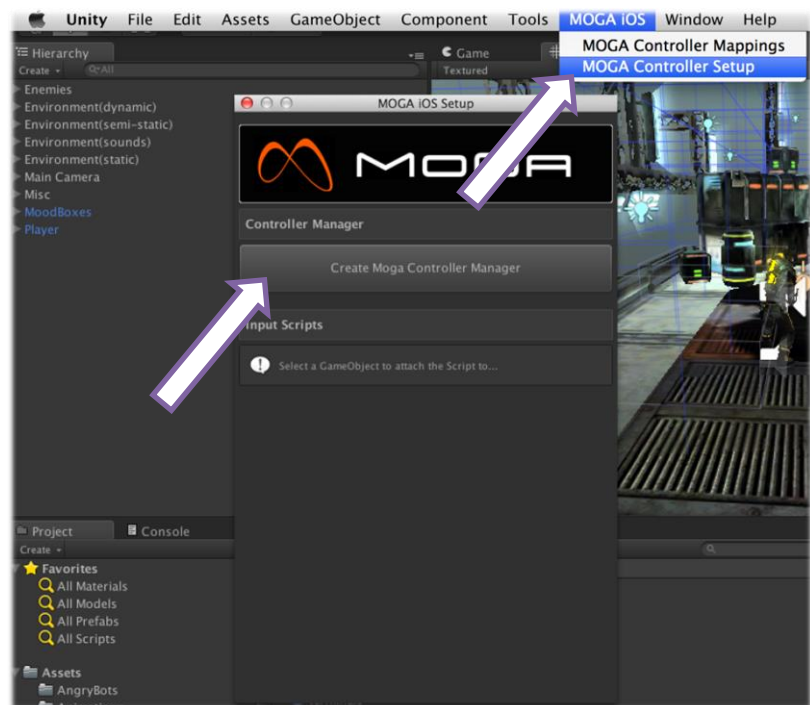 Unity File Edit Assets GameObject Component Tools MOGA iOS Window Help
MOGA Controller Mappings
MOGA Controller Setup
Hierarchy
Create All
Game
Textured
Enemies
Environment(dynamic)
Environment(semi-static)
Environment(sounds)
Environment(static)
Main Camera
Misc
MoodBoxes
Player
MOGA iOS Setup
MOGA
Controller Manager
Create Moga Controller Manager
Input Scripts
Select a GameObject to attach the Script to...
Project Console
Create
Favorites
All Materials
All Models
All Prefabs
All Scripts
Assets
AngryBots